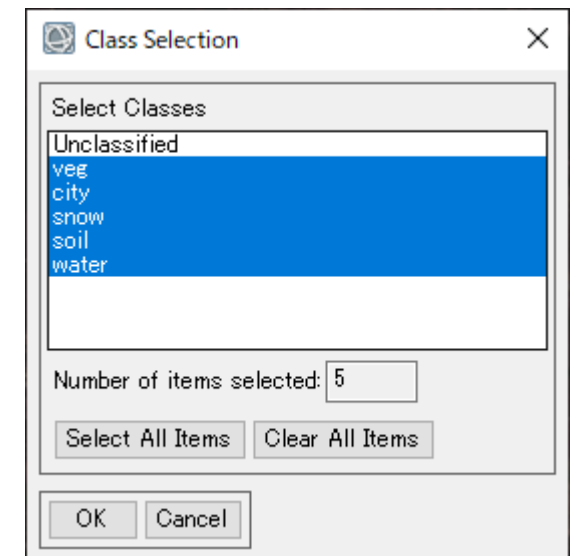 Class Selection
Select Classes
Unclassified
veg
city
snow
soil
water
Number of items selected: 5
Select All Items Clear All Items
OK Cancel